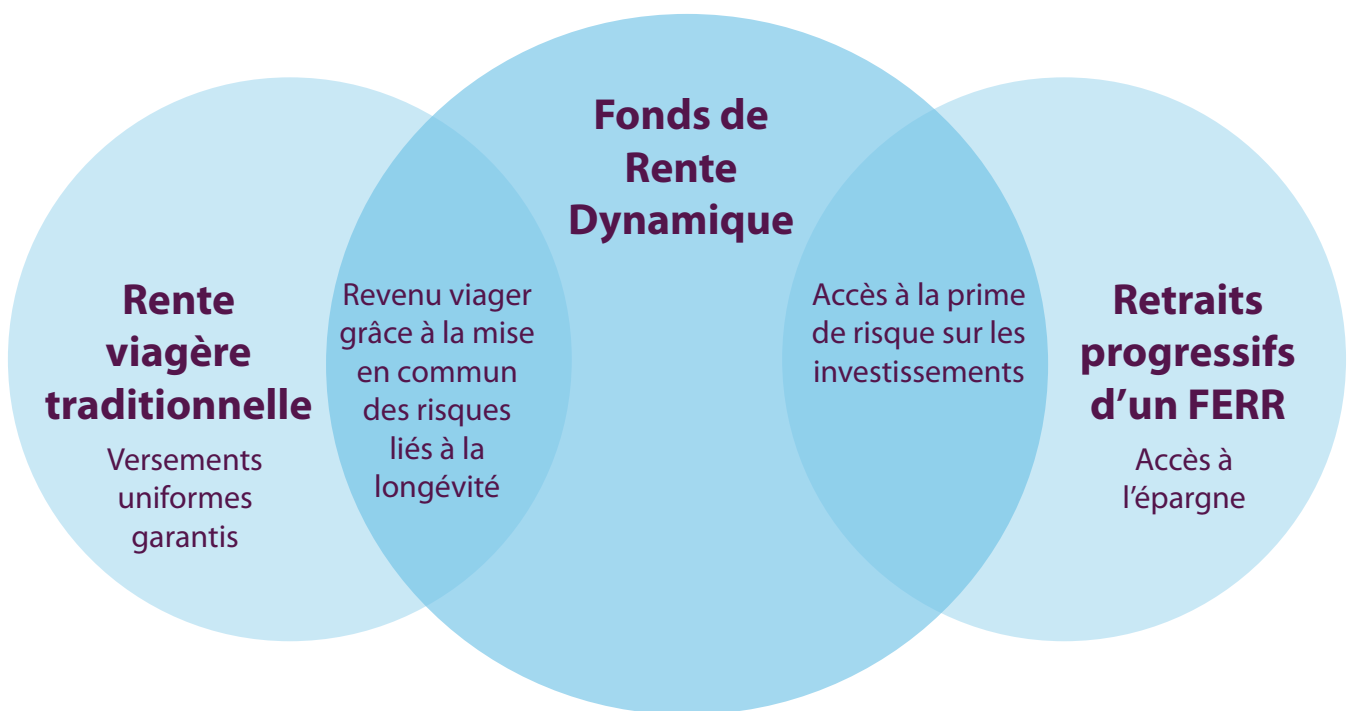 Fonds de
Rente
Dynamique
Rente
viagère
traditionnelle
Versements
uniformes
garantis
Revenu viager
grâce à la mise
en commun
des risques
liés à la
longévité
Accès à la prime
de risque sur les
investissements
Retraits
progressifs
d’un FERR
Accès à
l’épargne